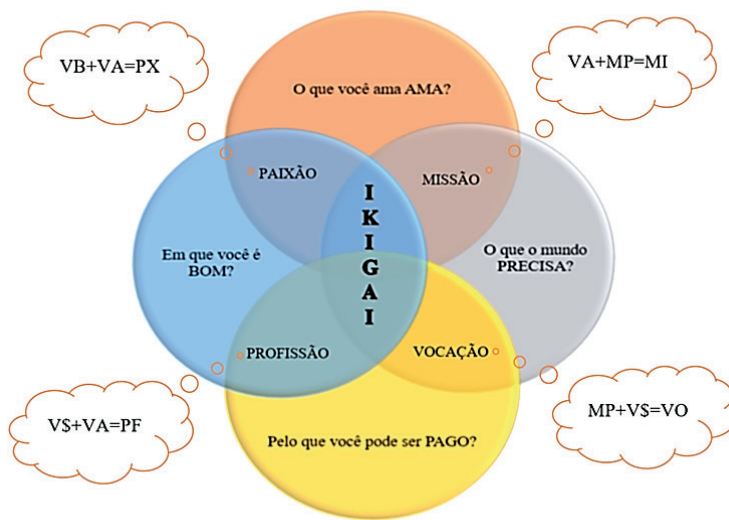 VB+VA=PX
VA+MP=MI
O que você ama AMA?
PAIXÃO
MISSÃO
I
K
I
G
A
I
Em que você é
BOM?
O que o mundo
PRECISA?
PROFISSÃO
VOCAÇÃO
V$+VA=PF
MP+V$=VO
Pelo que você pode ser PAGO?